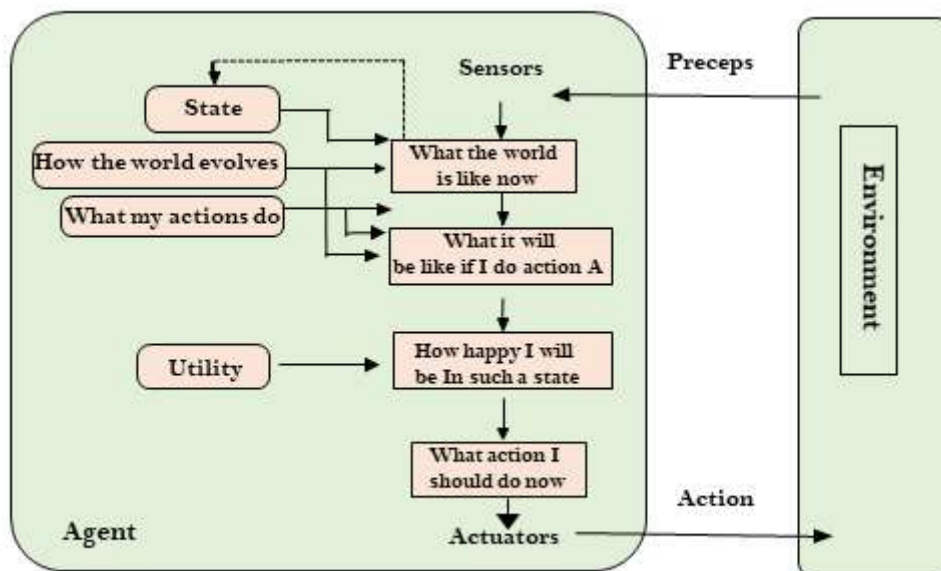 Sensors
Preceps
State
How the world evolves
What the world
is like now
What my actions do
What it will
be like if I do action A
Utility
How happy I will
be In such a state
What action I
should do now
Agent
Actuators
Action
Environment